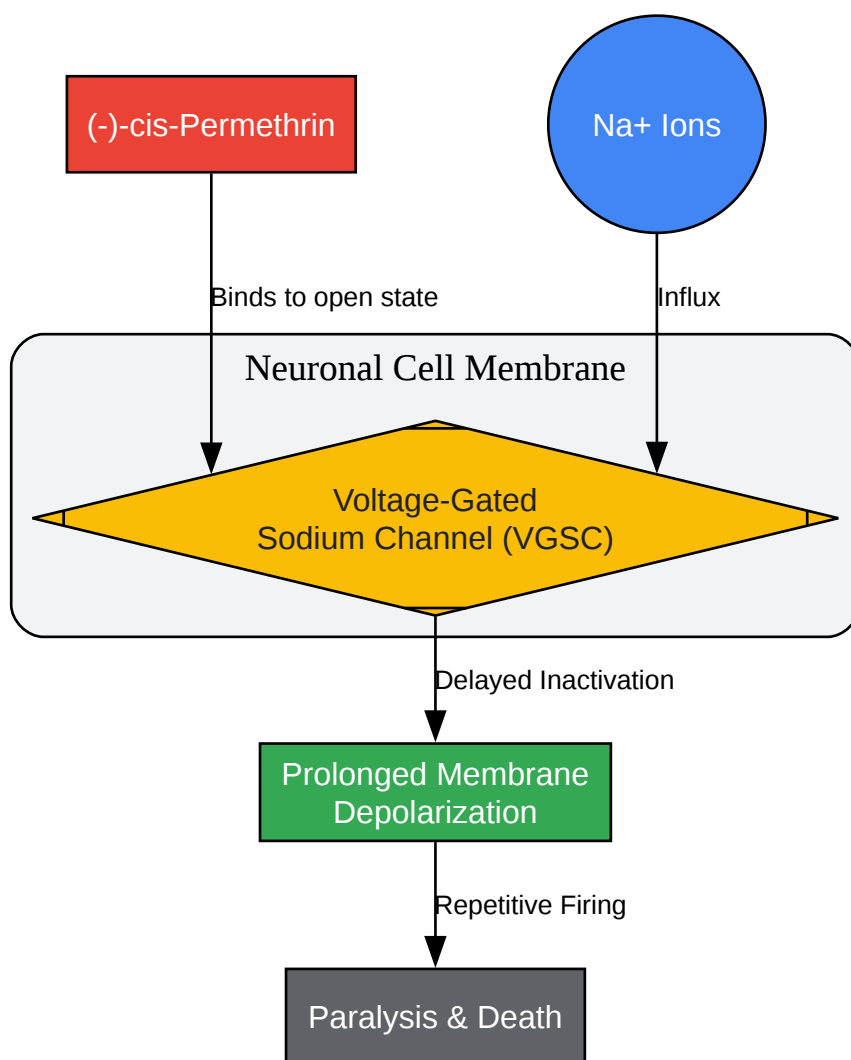 (-)-cis-Permethrin
Na+ Ions
Binds to open state
Influx
Neuronal Cell Membrane
Voltage-Gated
Sodium Channel (VGSC)
Delayed Inactivation
Prolonged Membrane
Depolarization
Repetitive Firing
Paralysis & Death